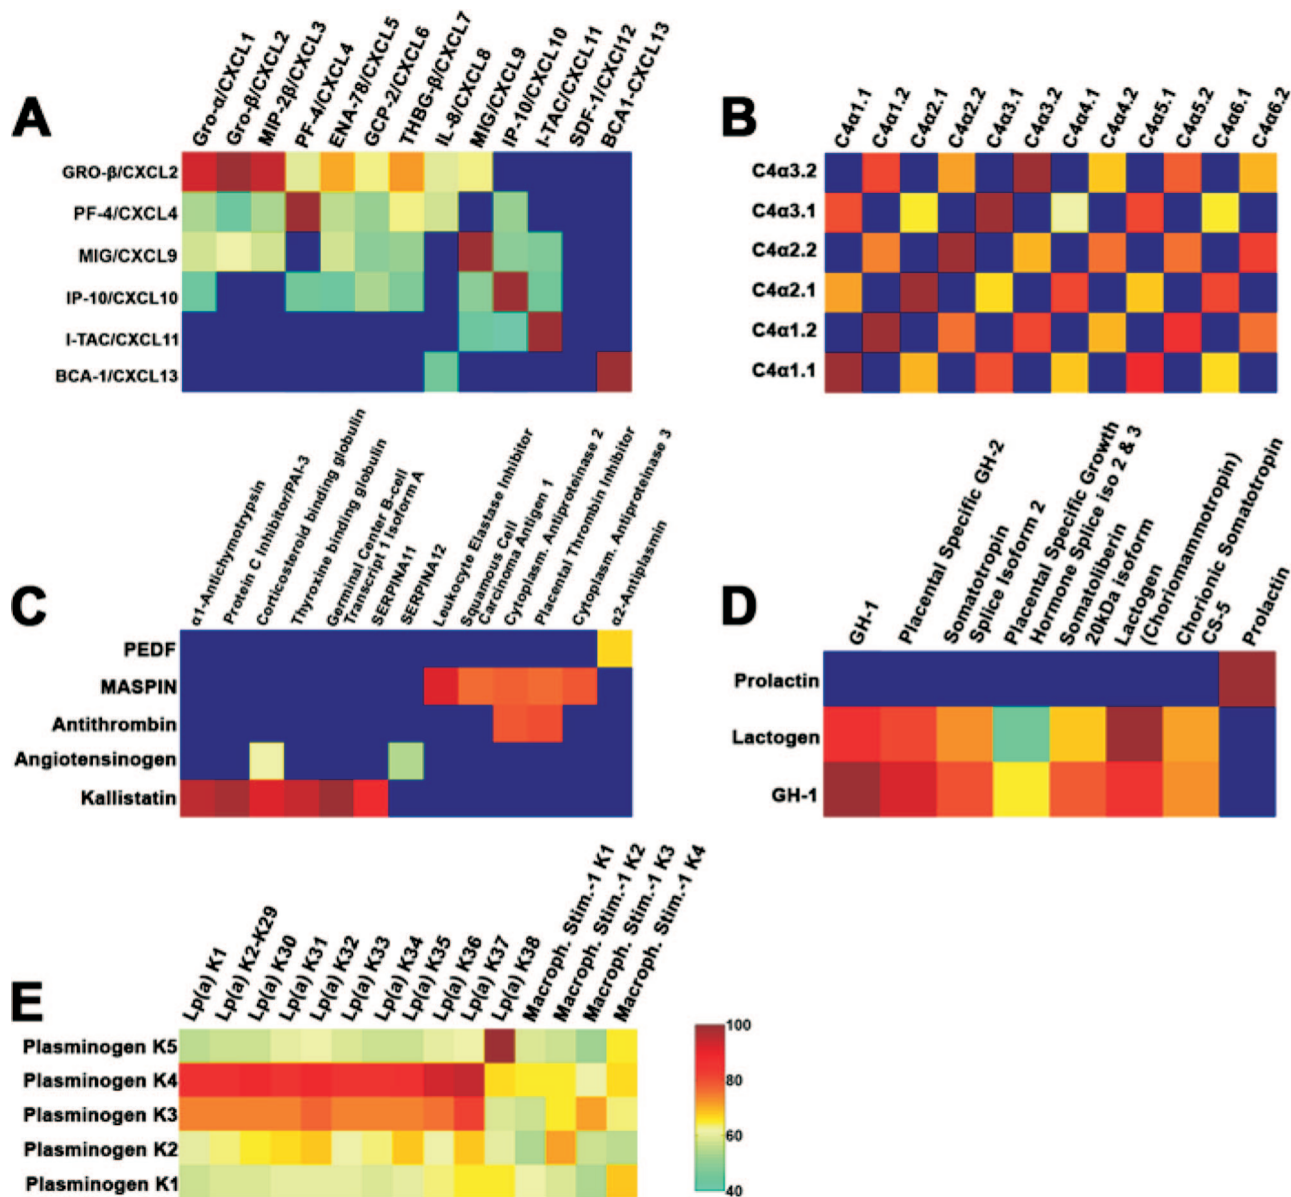 A
Gro-α/CXCL1
Gro-β/CXCL2
MIP-2β/CXCL3
PF-4/CXCL4
ENA-78/CXCL5
GCP-2/CXCL6
THBG-β/CXCL7
IL-8/CXCL8
MIG/CXCL9
IP-10/CXCL10
I-TAC/CXCL11
SDF-1/CXCl12
BCA1-CXCL13
GRO-β/CXCL2
PF-4/CXCL4
MIG/CXCL9
IP-10/CXCL10
I-TAC/CXCL11
BCA-1/CXCL13
B
C4α1.1
C4α1.2
C4α2.1
C4α2.2
C4α3.1
C4α3.2
C4α4.1
C4α4.2
C4α5.1
C4α5.2
C4α6.1
C4α6.2
C4α3.2
C4α3.1
C4α2.2
C4α2.1
C4α1.2
C4α1.1
C
α1-Antichymotrypsin
Protein C Inhibitor/PAI-3
Corticosteroid binding globulin
Thyroxine binding globulin
Germinal Center B-cell
Transcript 1 Isoform A
SERPINA11
SERPINA12
Leukocyte Elastase Inhibitor
Squamous Cell
Carcinoma Antigen 1
Cytoplasm. Antiproteinase 2
Placental Thrombin Inhibitor
Cytoplasm. Antiproteinase 3
α2-Antiplasmin
PEDF
MASPIN
Antithrombin
Angiotensinogen
Kallistatin
D
GH-1
Placental Specific GH-2
Somatotropin
Splice Isoform 2
Placental Specific Growth
Hormone Splice iso 2 & 3
Somatoliberin
20kDa isoform
Lactogen
(Choriomammotropin)
Chorionic Somatotropin
CS-5
Prolactin
Prolactin
Lactogen
GH-1
E
Lp(a) K1
Lp(a) K2-K29
Lp(a) K30
Lp(a) K31
Lp(a) K32
Lp(a) K33
Lp(a) K34
Lp(a) K35
Lp(a) K36
Lp(a) K37
Lp(a) K38
Macroph. Stim.-1 K1
Macroph. Stim.-1 K2
Macroph. Stim.-1 K3
Macroph. Stim.-1 K4
Plasminogen K5
Plasminogen K4
Plasminogen K3
Plasminogen K2
Plasminogen K1
100
80
60
40